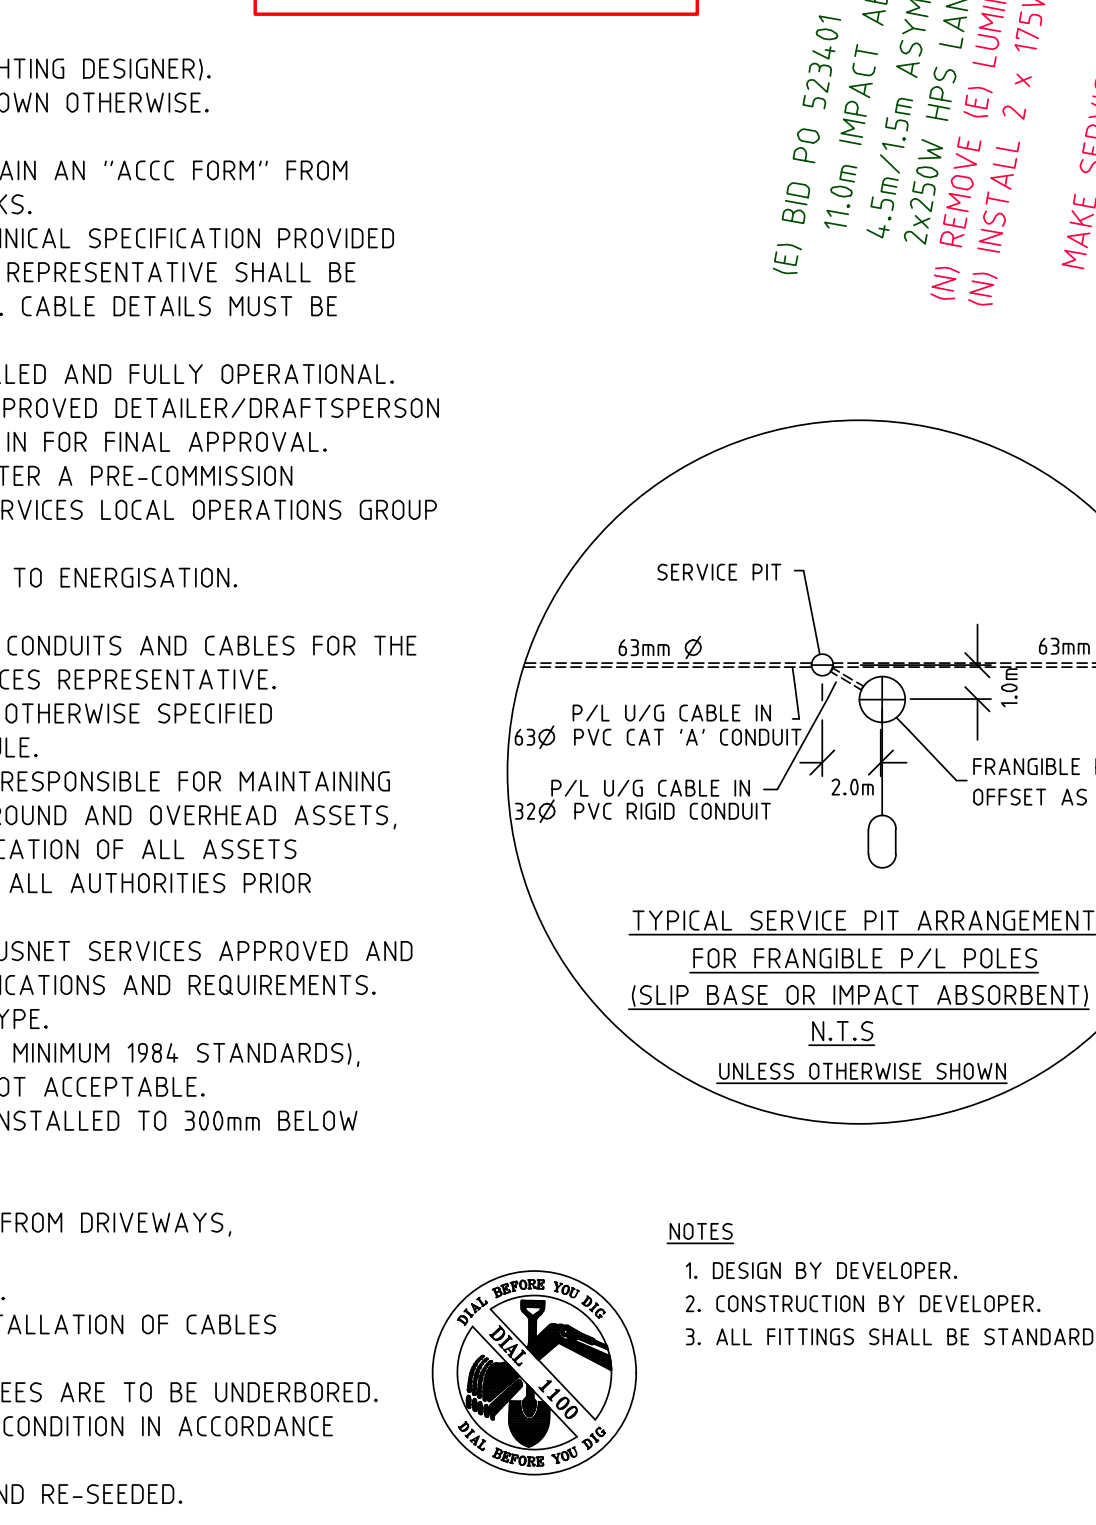 HTING DESIGNER).
OWN OTHERWISE.
AIN AN "ACCC FORM" FROM
KS.
HNICAL SPECIFICATION PROVIDED
REPRESENTATIVE SHALL BE
. CABLE DETAILS MUST BE
LLED AND FULLY OPERATIONAL.
PPROVED DETAILER/DRAFTSPERSON
IN FOR FINAL APPROVAL.
TER A PRE-COMMISSION
RVICES LOCAL OPERATIONS GROUP
TO ENERGISATION.
CONDUITS AND CABLES FOR THE
CES REPRESENTATIVE.
OTHERWISE SPECIFIED
ULE.
RESPONSIBLE FOR MAINTAINING
ROUND AND OVERHEAD ASSETS,
CATION OF ALL ASSETS
ALL AUTHORITIES PRIOR
USNET SERVICES APPROVED AND
ICATIONS AND REQUIREMENTS.
YPE.
MINIMUM 1984 STANDARDS),
OT ACCEPTABLE.
NSTALLED TO 300mm BELOW
FROM DRIVEWAYS,
.
TALLATION OF CABLES
EES ARE TO BE UNDERBORED.
CONDITION IN ACCORDANCE
ND RE-SEEDED.
(E) BID PO 523401
11.0m IMPACT AB
4.5m/1.5m ASYM
2x250W HPS LAN
(N) REMOVE (E) LUMIN
(N) INSTALL 2 x 175W
MAKE SERVIC
SERVICE PIT
63mm Ø
63mm
1.0m
P/L U/G CABLE IN
63Ø PVC CAT 'A' CONDUIT
P/L U/G CABLE IN
32Ø PVC RIGID CONDUIT
2.0m
FRANGIBLE
OFFSET AS
TYPICAL SERVICE PIT ARRANGEMENT
FOR FRANGIBLE P/L POLES
(SLIP BASE OR IMPACT ABSORBENT)
N.T.S
UNLESS OTHERWISE SHOWN
NOTES
1. DESIGN BY DEVELOPER.
2. CONSTRUCTION BY DEVELOPER.
3. ALL FITTINGS SHALL BE STANDARD
DIAL BEFORE YOU DIG
DIAL 1100
DIAL BEFORE YOU DIG